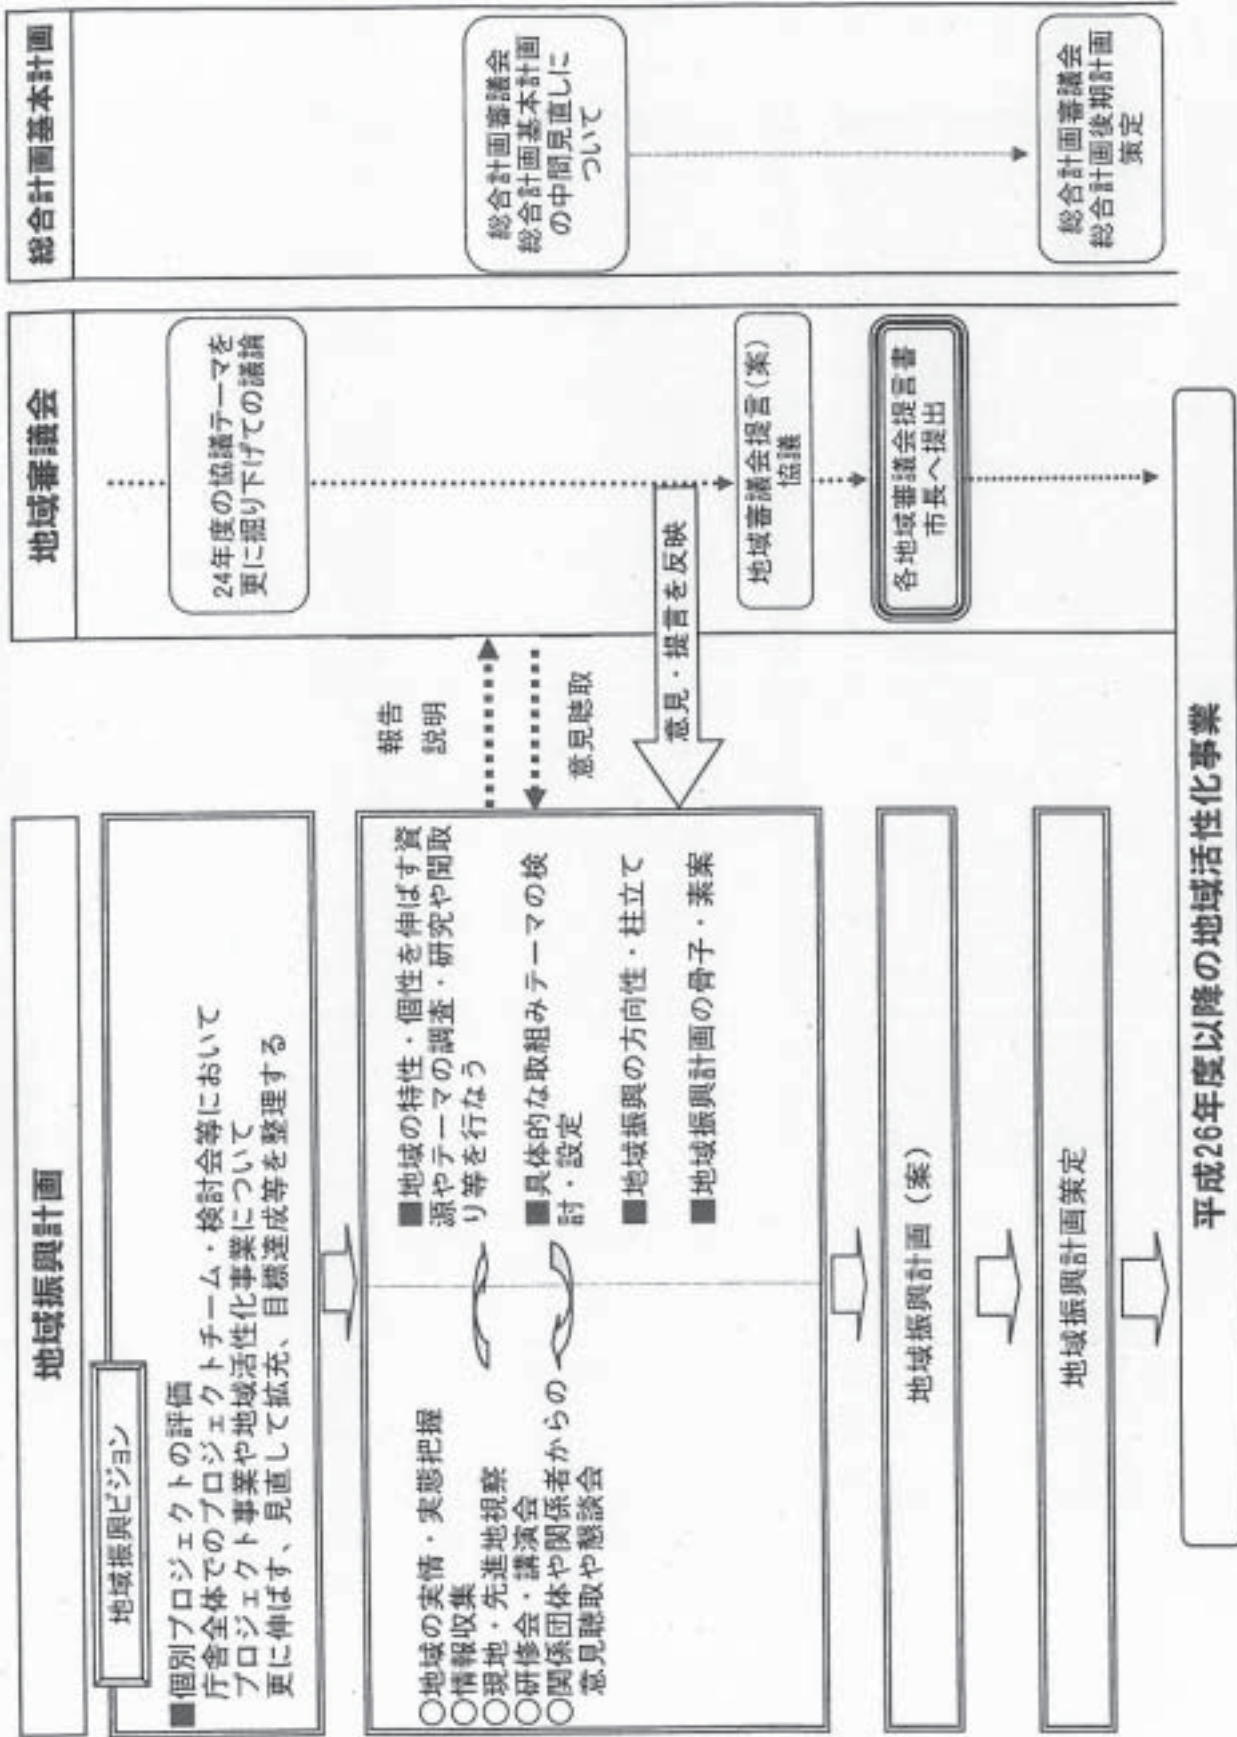 地域振興計画
地域振興ビジョン
■個別プロジェクトの評価
庁舎全体でのプロジェクトチーム・検討会等において
プロジェクト事業や地域活性化事業について
更に伸ばす、見直して拡充、目標達成等を整理する
○地域の実情・実態把握
○情報収集
○現地・先進地視察
○研修会・講演会
○関係団体や関係者からの
意見聴取や懇談会
■地域の特性・個性を伸ばす資
源やテーマの調査・研究や聞取
り等を行なう
■具体的な取組みテーマの検
討・設定
■地域振興の方向性・柱立て
■地域振興計画の骨子・素案
地域振興計画(案)
地域振興計画策定
報告
説明
意見聴取
意見・提言を反映
地域審議会
24年度の協議テーマを
更に掘り下げての議論
地域審議会提言(案)
協議
各地域審議会提言書
市長へ提出
総合計画基本計画
総合計画審議会
総合計画基本計画
の中間見直しに
ついて
総合計画審議会
総合計画後期計画
策定
平成26年度以降の地域活性化事業